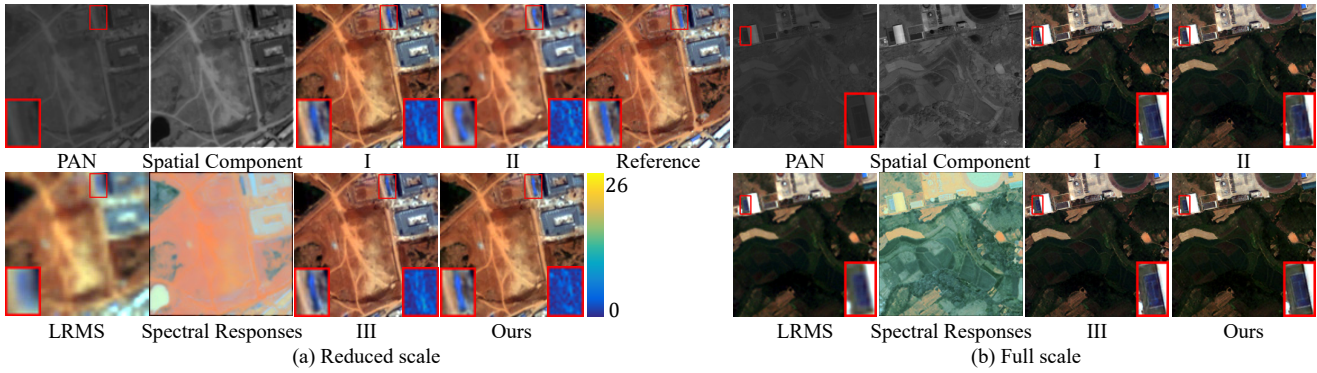 PAN Spatial Component I II Reference
26
0
LRMS Spectral Responses III Ours
(a) Reduced scale
PAN Spatial Component I II
LRMS Spectral Responses III Ours
(b) Full scale